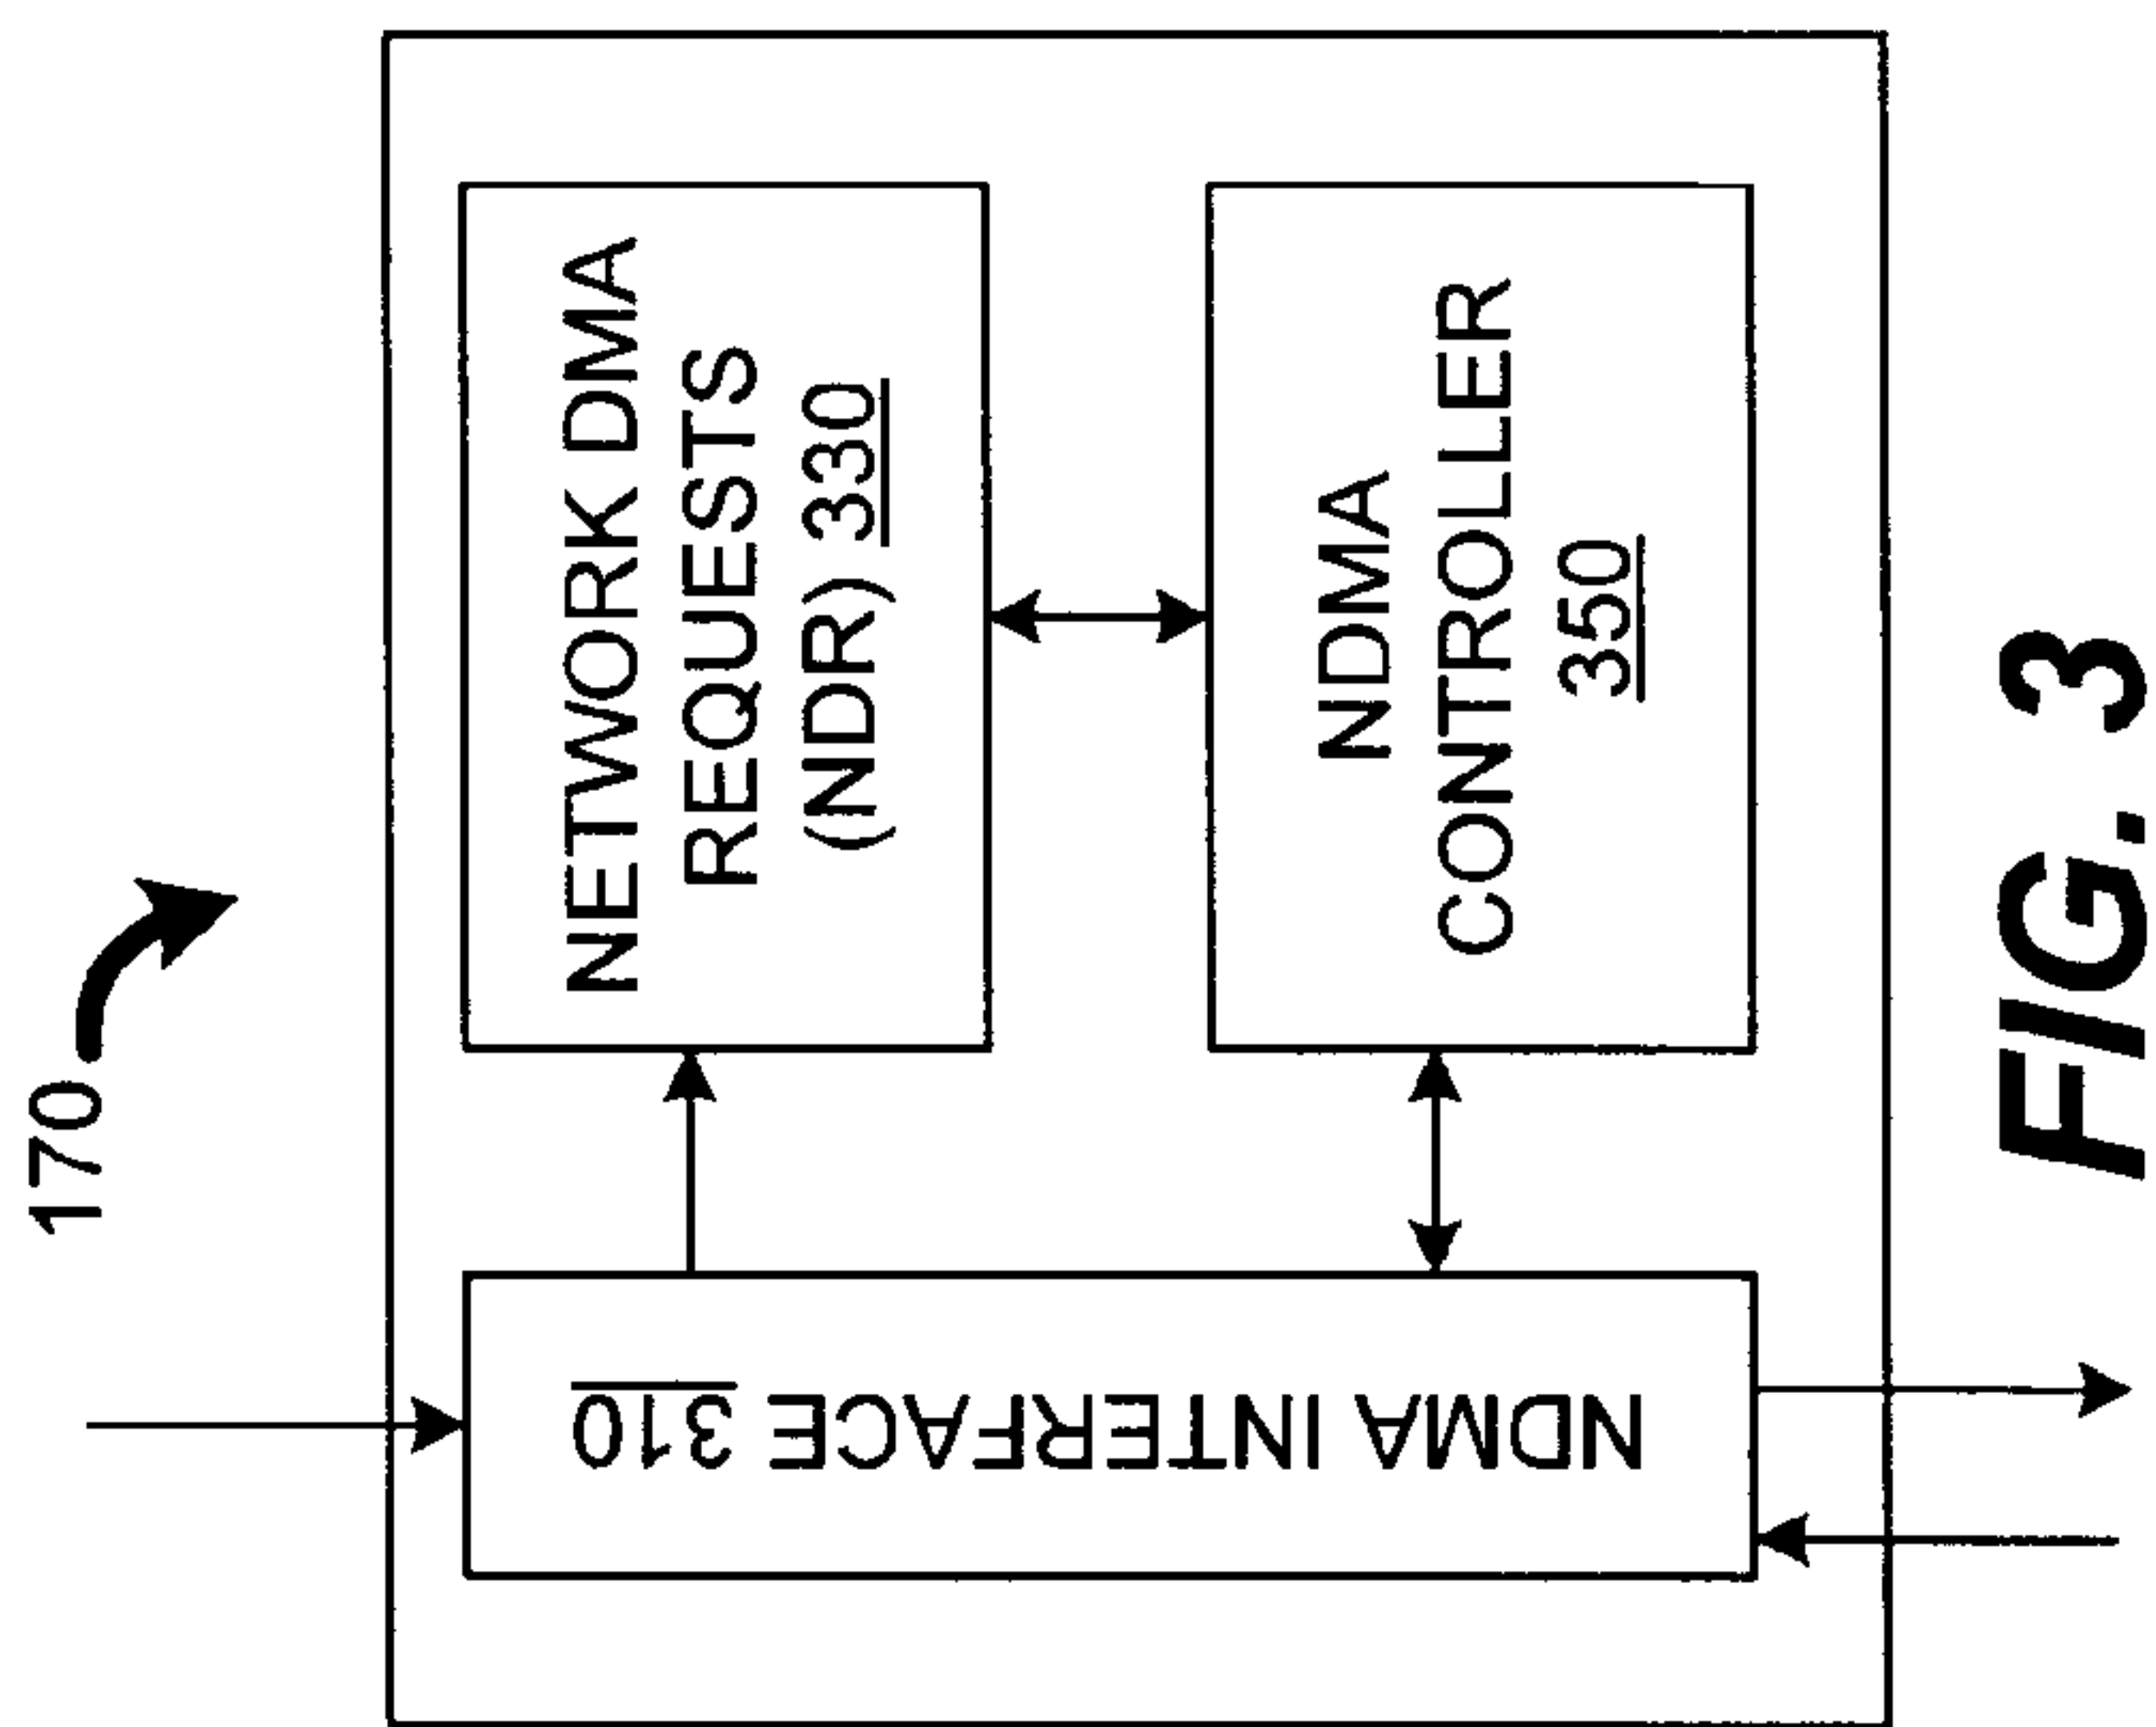 170
NETWORK DMA
REQUESTS
(NDR) 330
NDMA
CONTROLLER
350
NDMA INTERFACE 310
FIG. 3